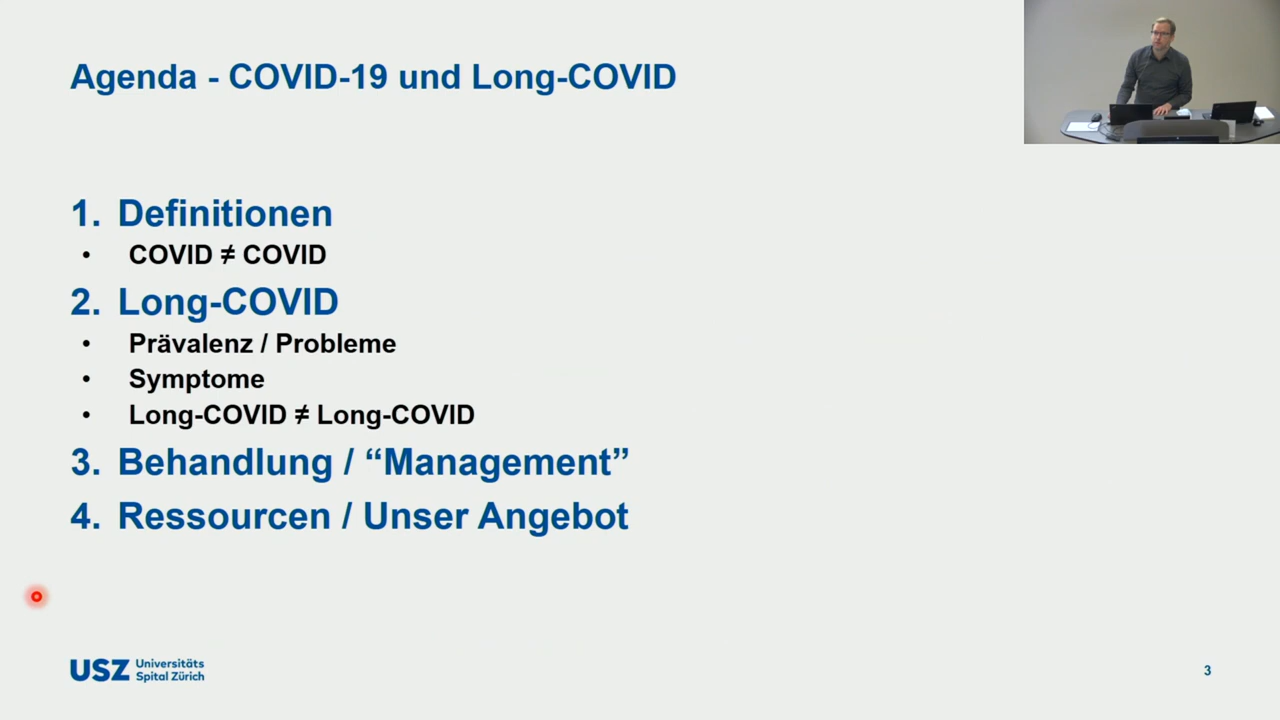 Agenda - COVID-19 und Long-COVID
1. Definitionen
• COVID ≠ COVID
2. Long-COVID
• Prävalenz / Probleme
• Symptome
• Long-COVID ≠ Long-COVID
3. Behandlung / “Management”
4. Ressourcen / Unser Angebot
USZ Universitäts
Spital Zürich
3